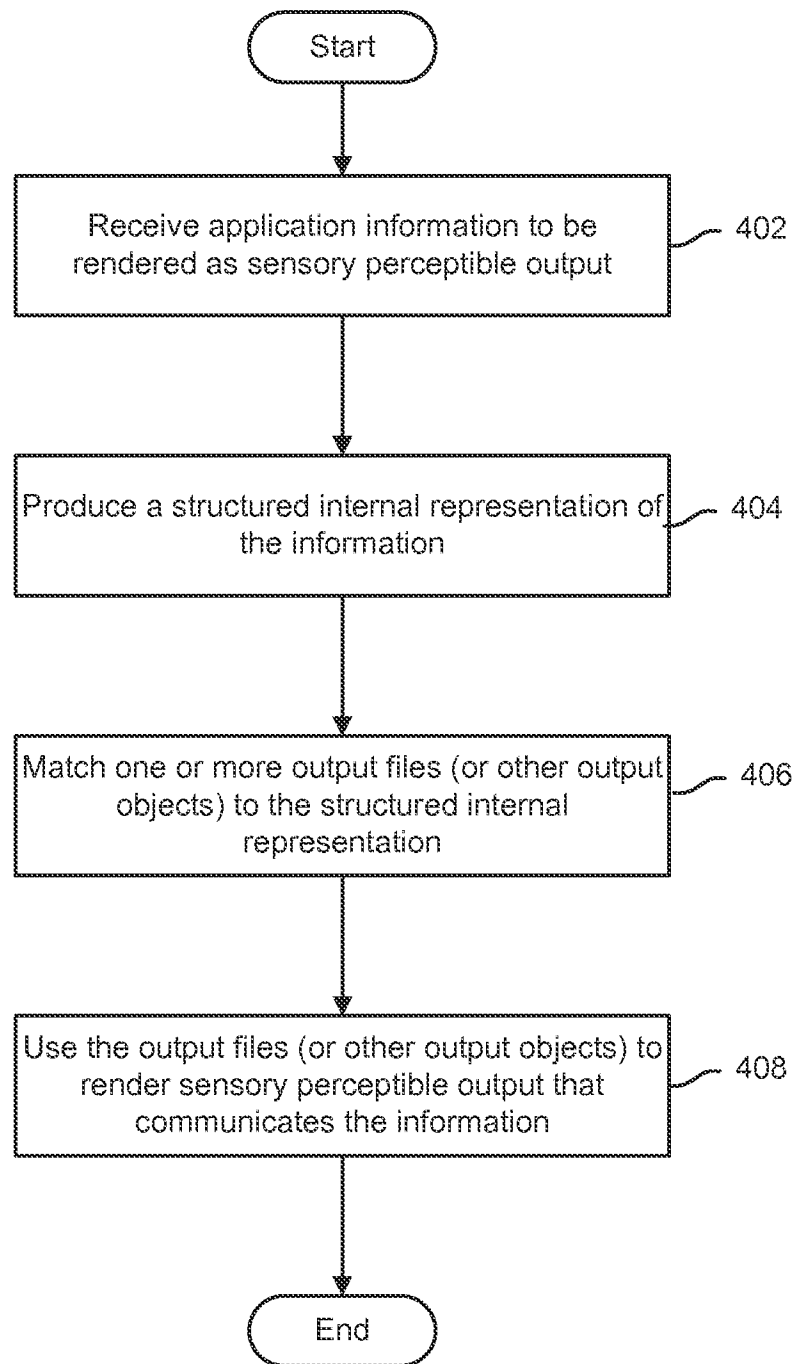 Start
Receive application information to be
rendered as sensory perceptible output
402
Produce a structured internal representation of
the information
404
Match one or more output files (or other output
objects) to the structured internal
representation
406
Use the output files (or other output objects) to
render sensory perceptible output that
communicates the information
408
End